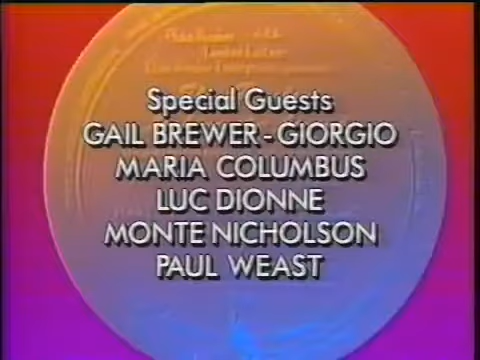 Special Guests
GAIL BREWER-GIORGIO
MARIA COLUMBUS
LUC DIONNE
MONTE NICHOLSON
PAUL WEAST